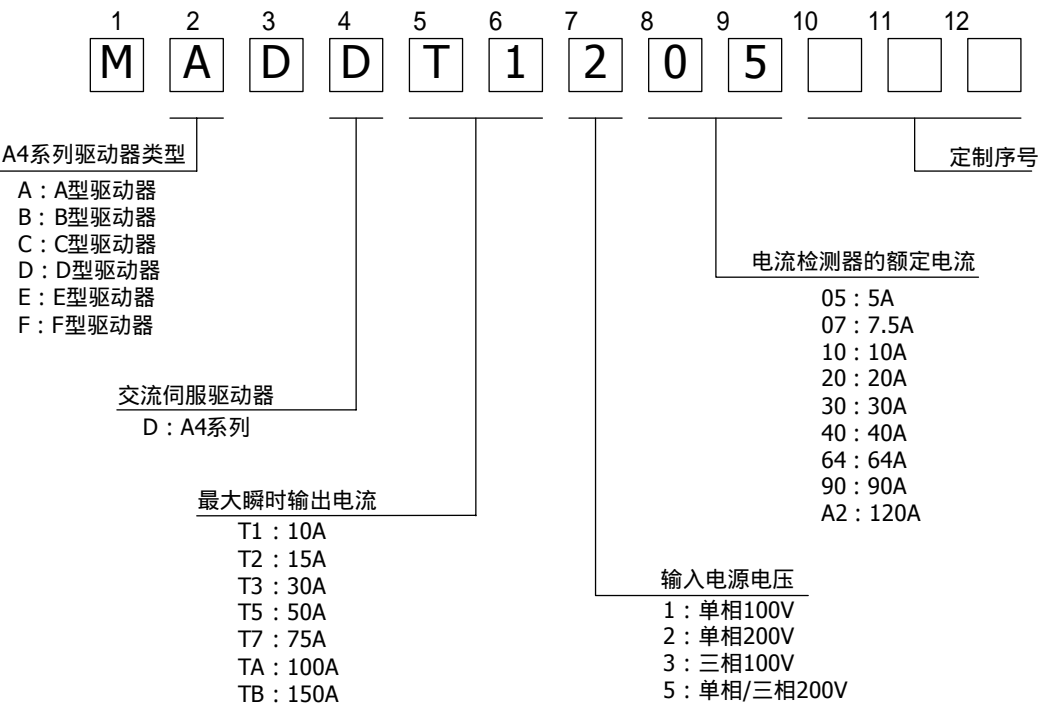 1 2 3 4 5 6 7 8 9 10 11 12
M A D D T 1 2 0 5
A4系列驱动器类型
A：A型驱动器
B：B型驱动器
C：C型驱动器
D：D型驱动器
E：E型驱动器
F：F型驱动器
交流伺服驱动器
D：A4系列
最大瞬时输出电流
T1：10A
T2：15A
T3：30A
T5：50A
T7：75A
TA：100A
TB：150A
输入电源电压
1：单相100V
2：单相200V
3：三相100V
5：单相/三相200V
电流检测器的额定电流
05：5A
07：7.5A
10：10A
20：20A
30：30A
40：40A
64：64A
90：90A
A2：120A
定制序号